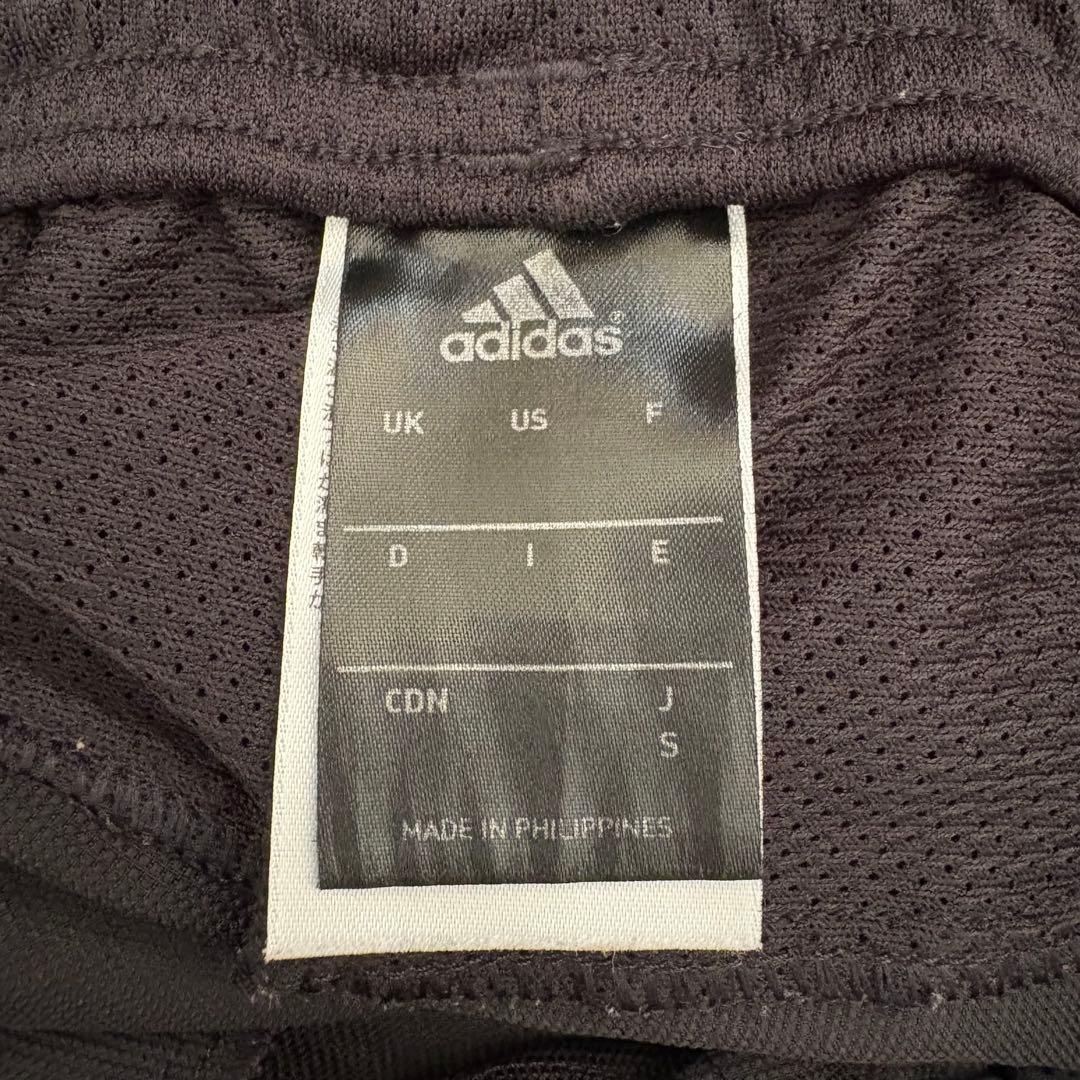 adidas®
UK US F
D I E
CDN J
S
MADE IN PHILIPPINES